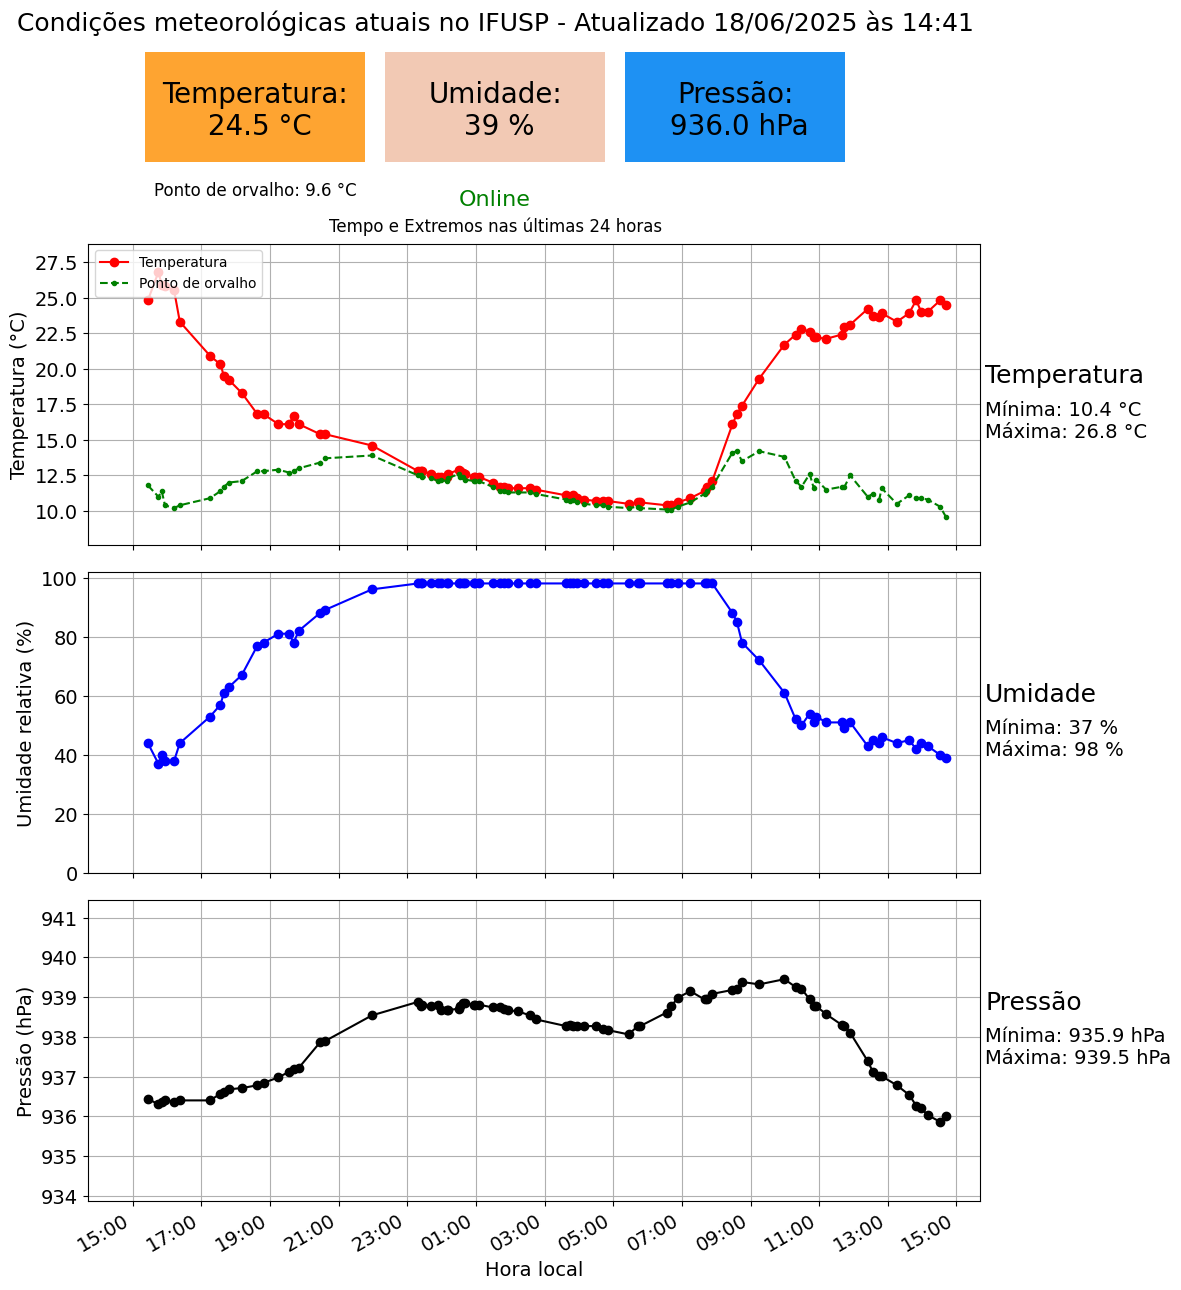 Condições meteorológicas atuais no IFUSP - Atualizado 18/06/2025 às 14:41
Temperatura:
24.5 °C
Umidade:
39 %
Pressão:
936.0 hPa
Ponto de orvalho: 9.6 °C
Online
Tempo e Extremos nas últimas 24 horas
Temperatura (°C)
27.5
25.0
22.5
20.0
17.5
15.0
12.5
10.0
Temperatura
Ponto de orvalho
Temperatura
Mínima: 10.4 °C
Máxima: 26.8 °C
Umidade relativa (%)
100
80
60
40
20
0
Umidade
Mínima: 37 %
Máxima: 98 %
Pressão (hPa)
941
940
939
938
937
936
935
934
Pressão
Mínima: 935.9 hPa
Máxima: 939.5 hPa
15:00
17:00
19:00
21:00
23:00
01:00
03:00
05:00
07:00
09:00
11:00
13:00
15:00
Hora local